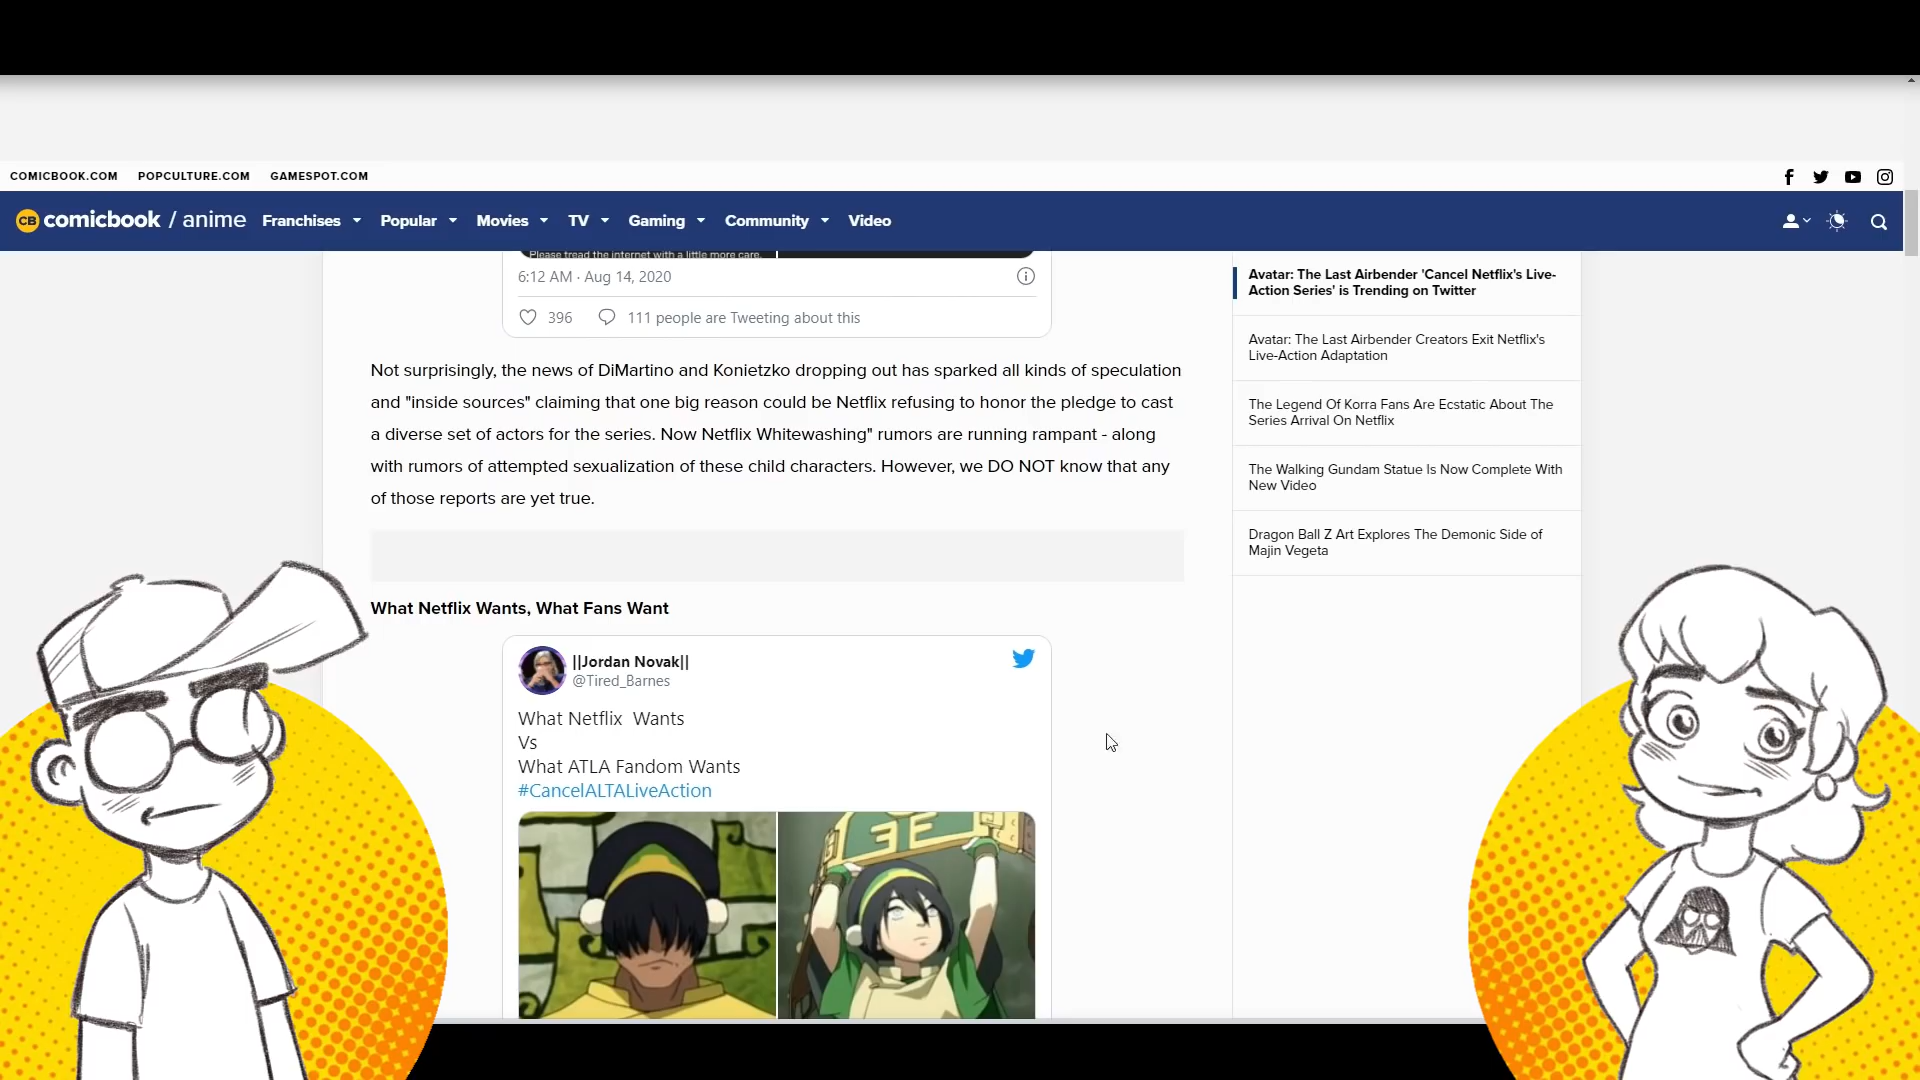 COMICBOOK.COM POPCULTURE.COM GAMESPOT.COM
CB comicbook / anime Franchises Popular Movies TV Gaming Community Video
Please tread the internet with a little more care.
6:12 AM · Aug 14, 2020
396 111 people are Tweeting about this
Not surprisingly, the news of DiMartino and Konietzko dropping out has sparked all kinds of speculation
and "inside sources" claiming that one big reason could be Netflix refusing to honor the pledge to cast
a diverse set of actors for the series. Now Netflix Whitewashing" rumors are running rampant - along
with rumors of attempted sexualization of these child characters. However, we DO NOT know that any
of those reports are yet true.
What Netflix Wants, What Fans Want
||Jordan Novak||
@Tired_Barnes
What Netflix Wants
Vs
What ATLA Fandom Wants
#CancelALTALiveAction
Avatar: The Last Airbender 'Cancel Netflix's Live-
Action Series' is Trending on Twitter
Avatar: The Last Airbender Creators Exit Netflix's
Live-Action Adaptation
The Legend Of Korra Fans Are Ecstatic About The
Series Arrival On Netflix
The Walking Gundam Statue Is Now Complete With
New Video
Dragon Ball Z Art Explores The Demonic Side of
Majin Vegeta